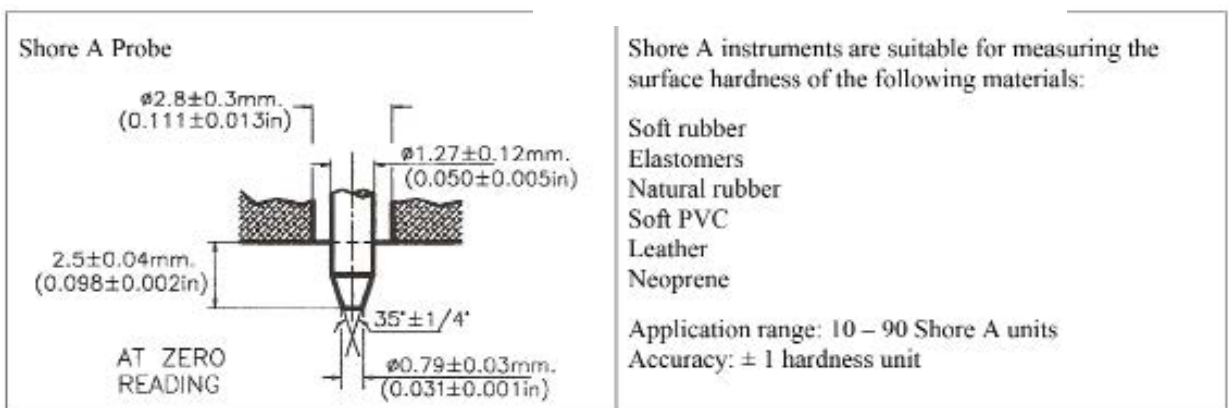 Shore A Probe
ø2.8±0.3mm.
(0.111±0.013in)
ø1.27±0.12mm.
(0.050±0.005in)
2.5±0.04mm.
(0.098±0.002in)
35°±1/4°
AT ZERO
READING
ø0.79±0.03mm.
(0.031±0.001in)
Shore A instruments are suitable for measuring the
surface hardness of the following materials:
Soft rubber
Elastomers
Natural rubber
Soft PVC
Leather
Neoprene
Application range: 10 – 90 Shore A units
Accuracy: ± 1 hardness unit